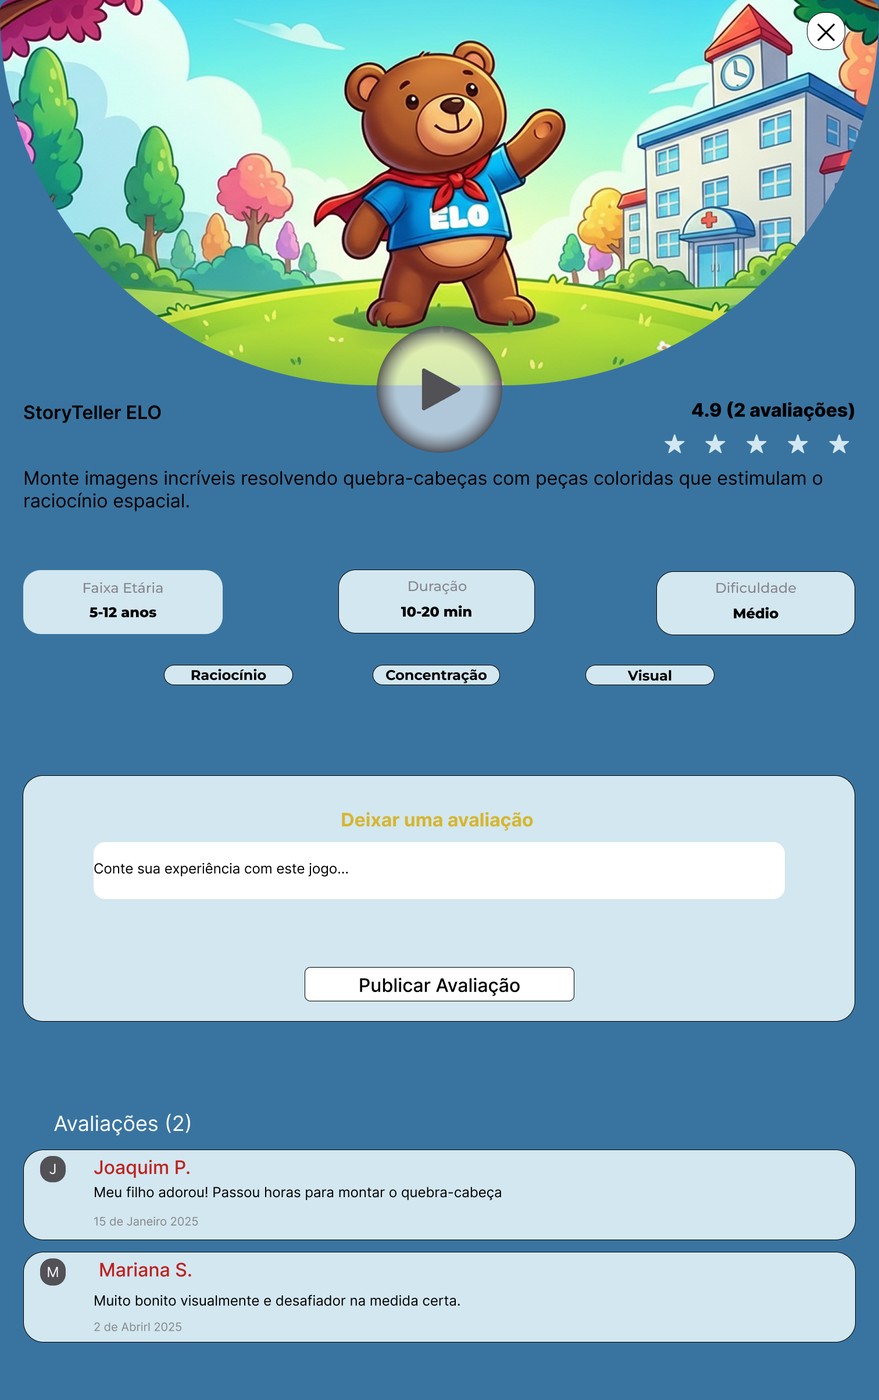 ELO
StoryTeller ELO
4.9 (2 avaliações)
Monte imagens incríveis resolvendo quebra-cabeças com peças coloridas que estimulam o
raciocínio espacial.
Faixa Etária
5-12 anos
Duração
10-20 min
Dificuldade
Médio
Raciocínio
Concentração
Visual
Deixar uma avaliação
Conte sua experiência com este jogo...
Publicar Avaliação
Avaliações (2)
J
Joaquim P.
Meu filho adorou! Passou horas para montar o quebra-cabeça
15 de Janeiro 2025
M
Mariana S.
Muito bonito visualmente e desafiador na medida certa.
2 de Abrirl 2025